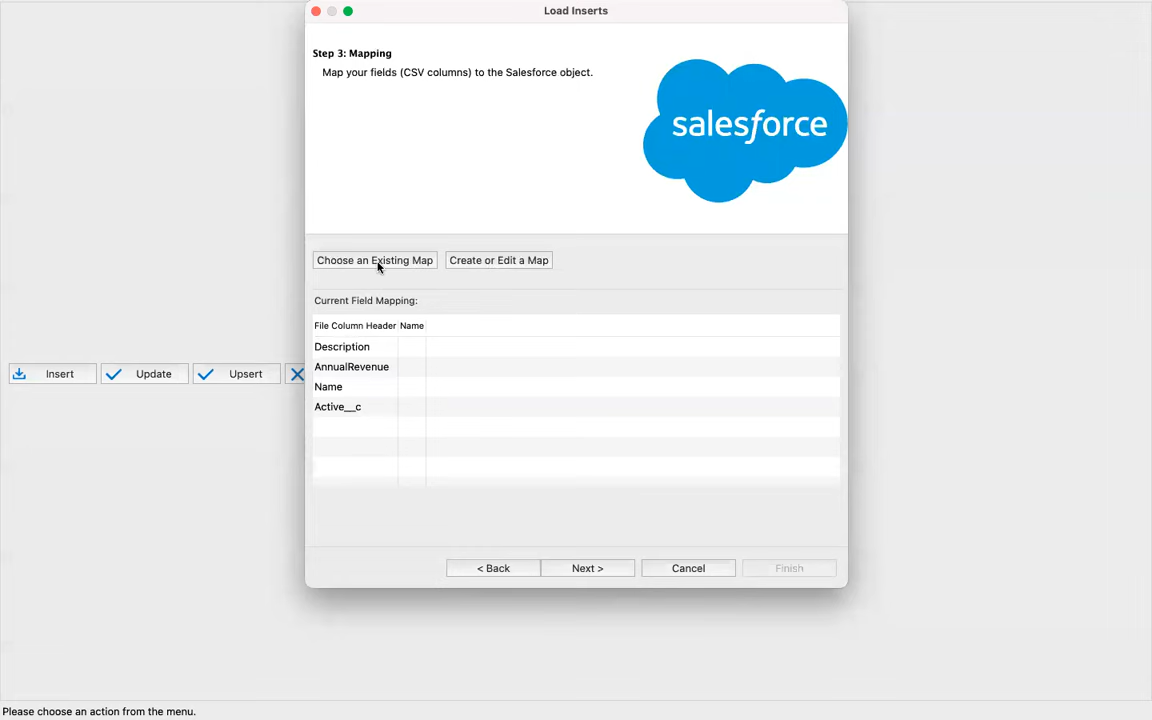 Load Inserts
Step 3: Mapping
Map your fields (CSV columns) to the Salesforce object.
salesforce
Choose an Existing Map
Create or Edit a Map
Current Field Mapping:
File Column Header Name
Description
AnnualRevenue
Name
Active__c
Insert
Update
Upsert
< Back
Next >
Cancel
Finish
Please choose an action from the menu.